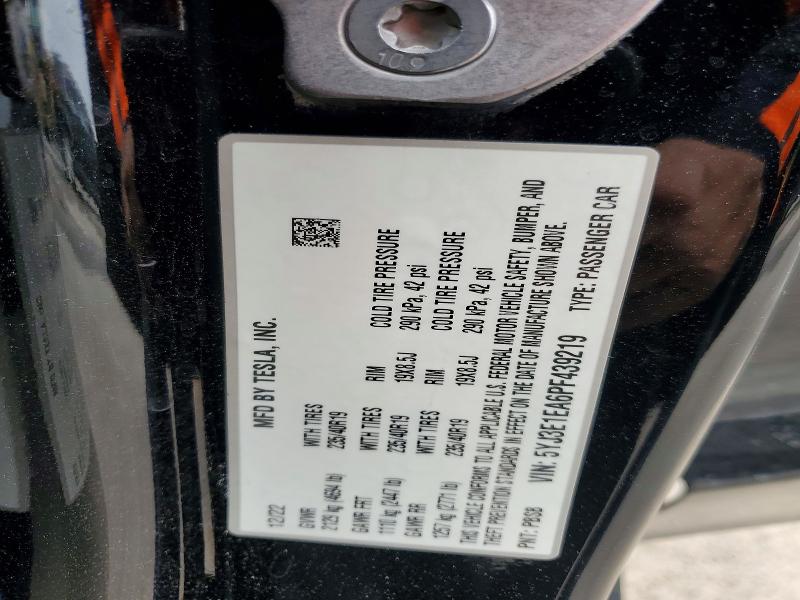 MFD BY TESLA, INC.
12/22
GVWR WITH TIRES
2125 kg (4694 lb) 235/40R19
GAWR FRT WITH TIRES RIM COLD TIRE PRESSURE
1110 kg (2447 lb) 235/40R19 19X8.5J 290 kPa, 42 psi
GAWR RR WITH TIRES RIM COLD TIRE PRESSURE
1257 kg (2771 lb) 235/40R19 19X8.5J 290 kPa, 42 psi
THIS VEHICLE CONFORMS TO ALL APPLICABLE U.S. FEDERAL MOTOR VEHICLE SAFETY, BUMPER, AND
THEFT PREVENTION STANDARDS IN EFFECT ON THE DATE OF MANUFACTURE SHOWN ABOVE.
VIN: 5YJ3E1EA6PF439219 TYPE: PASSENGER CAR
PNT: PBSB
10.9